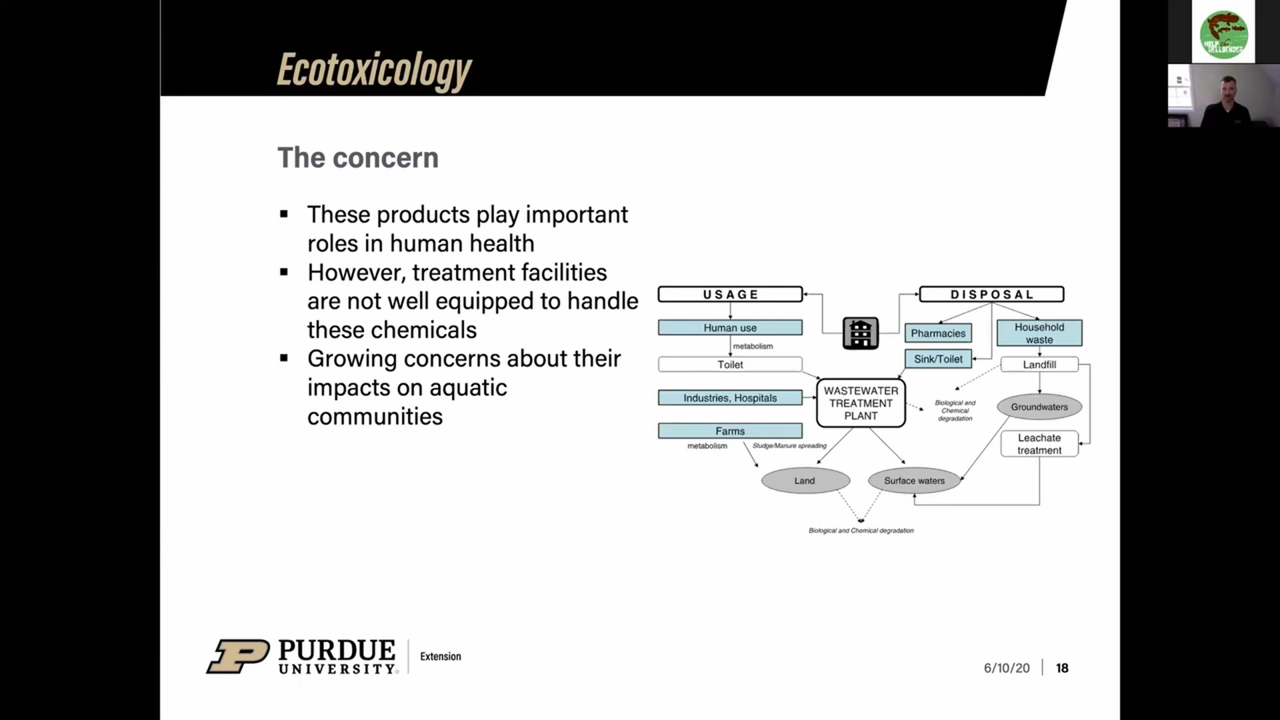 Ecotoxicology
The concern
▪ These products play important
roles in human health
▪ However, treatment facilities
are not well equipped to handle
these chemicals
▪ Growing concerns about their
impacts on aquatic
communities
USAGE
Human use
metabolism
Toilet
Industries, Hospitals
Farms
metabolism
Sludge/Manure spreading
DISPOSAL
Pharmacies
Household
waste
Sink/Toilet
Landfill
WASTEWATER
TREATMENT
PLANT
Biological and
Chemical
degradation
Groundwaters
Leachate
treatment
Land
Surface waters
Biological and Chemical degradation
P PURDUE
UNIVERSITY
Extension
6/10/20
18
HELP
THE
HELLBENDER